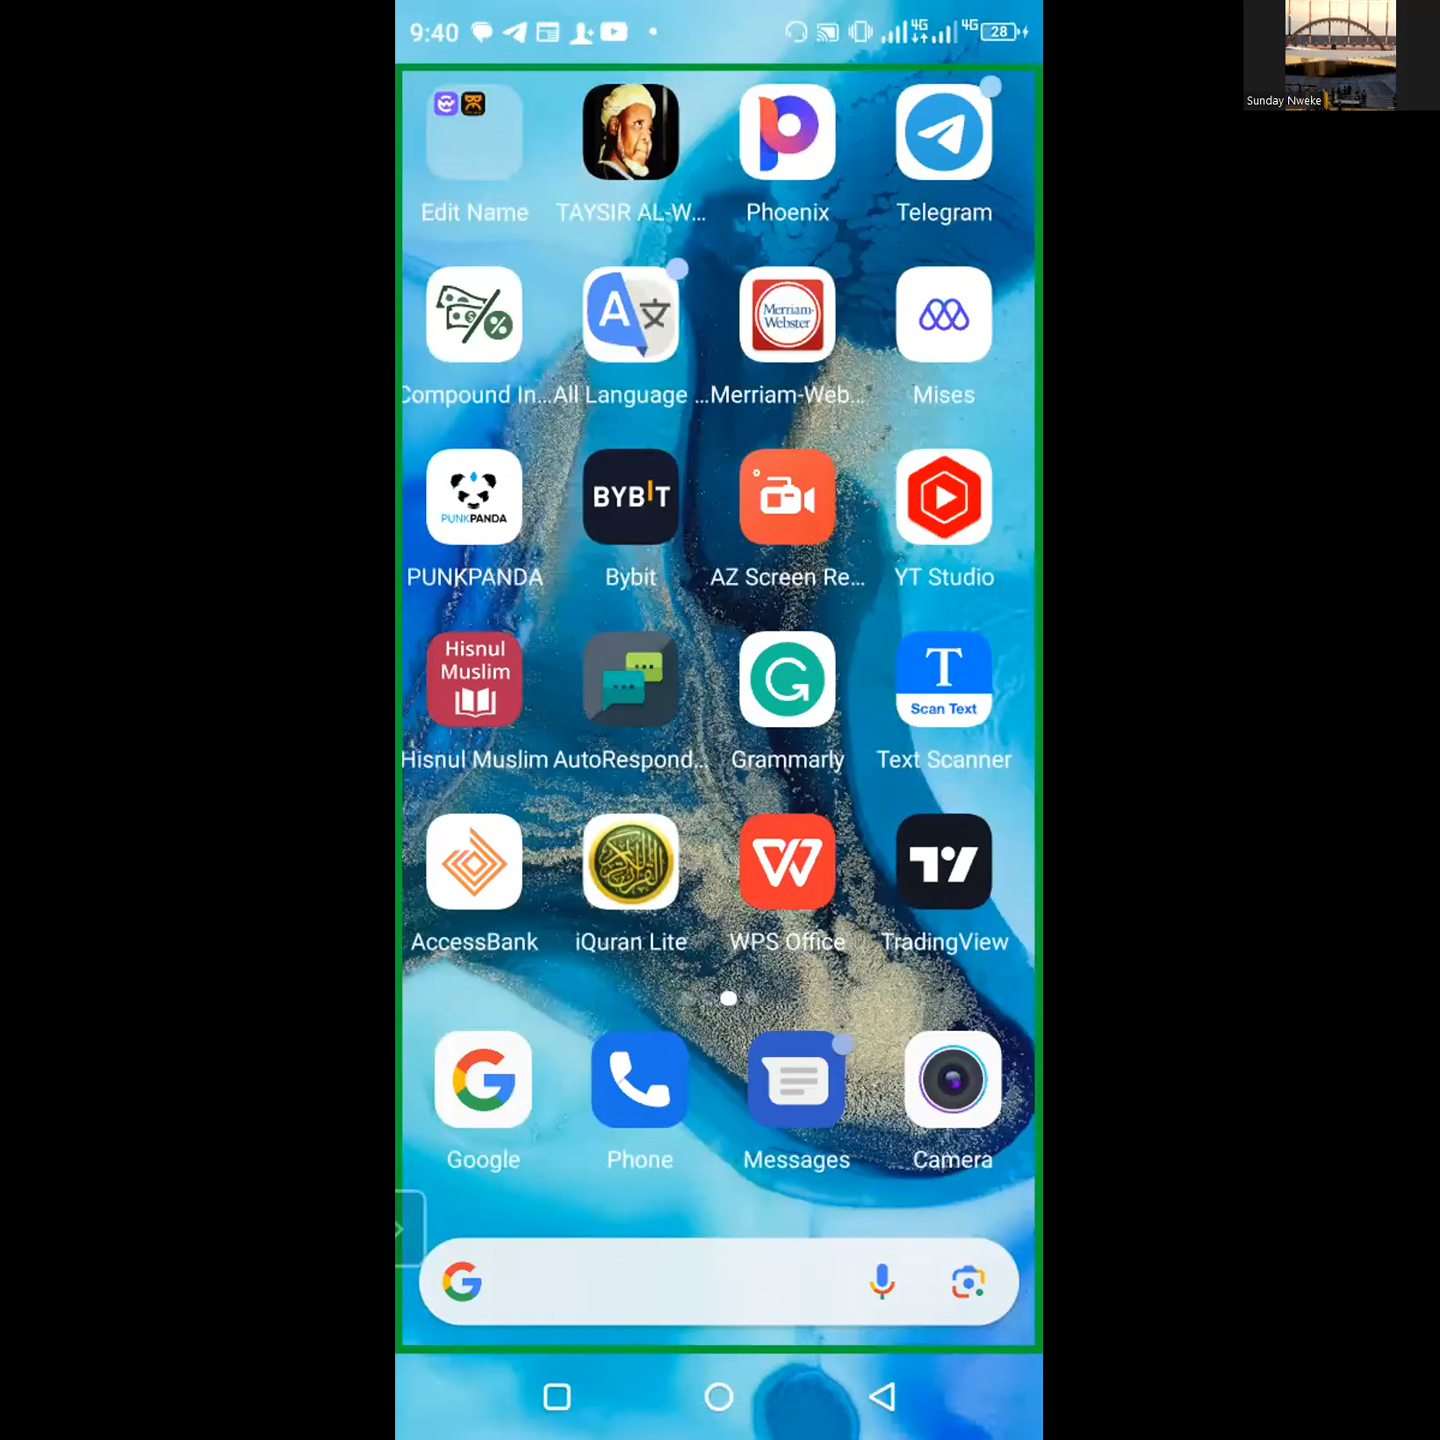 9:40
4G 4G 28
Sunday Nweke
Edit Name TAYSIR AL-W... Phoenix Telegram
Merriam-
Webster
Compound In... All Language ... Merriam-Web... Mises
PUNKPANDA BYBIT
PUNKPANDA Bybit AZ Screen Re... YT Studio
Hisnul
Muslim
T
Scan Text
Hisnul Muslim AutoRespond... Grammarly Text Scanner
AccessBank iQuran Lite WPS Office TradingView
Google Phone Messages Camera